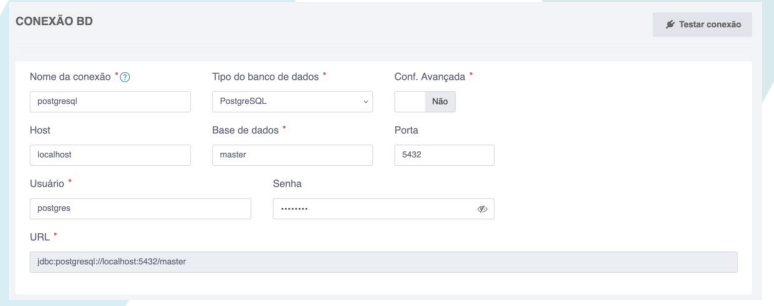 CONEXÃO BD
Testar conexão
Nome da conexão * ?
Tipo do banco de dados *
Conf. Avançada *
postgresql
PostgreSQL
Não
Host
Base de dados *
Porta
localhost
master
5432
Usuário *
Senha
postgres
••••••••
URL *
jdbc:postgresql://localhost:5432/master